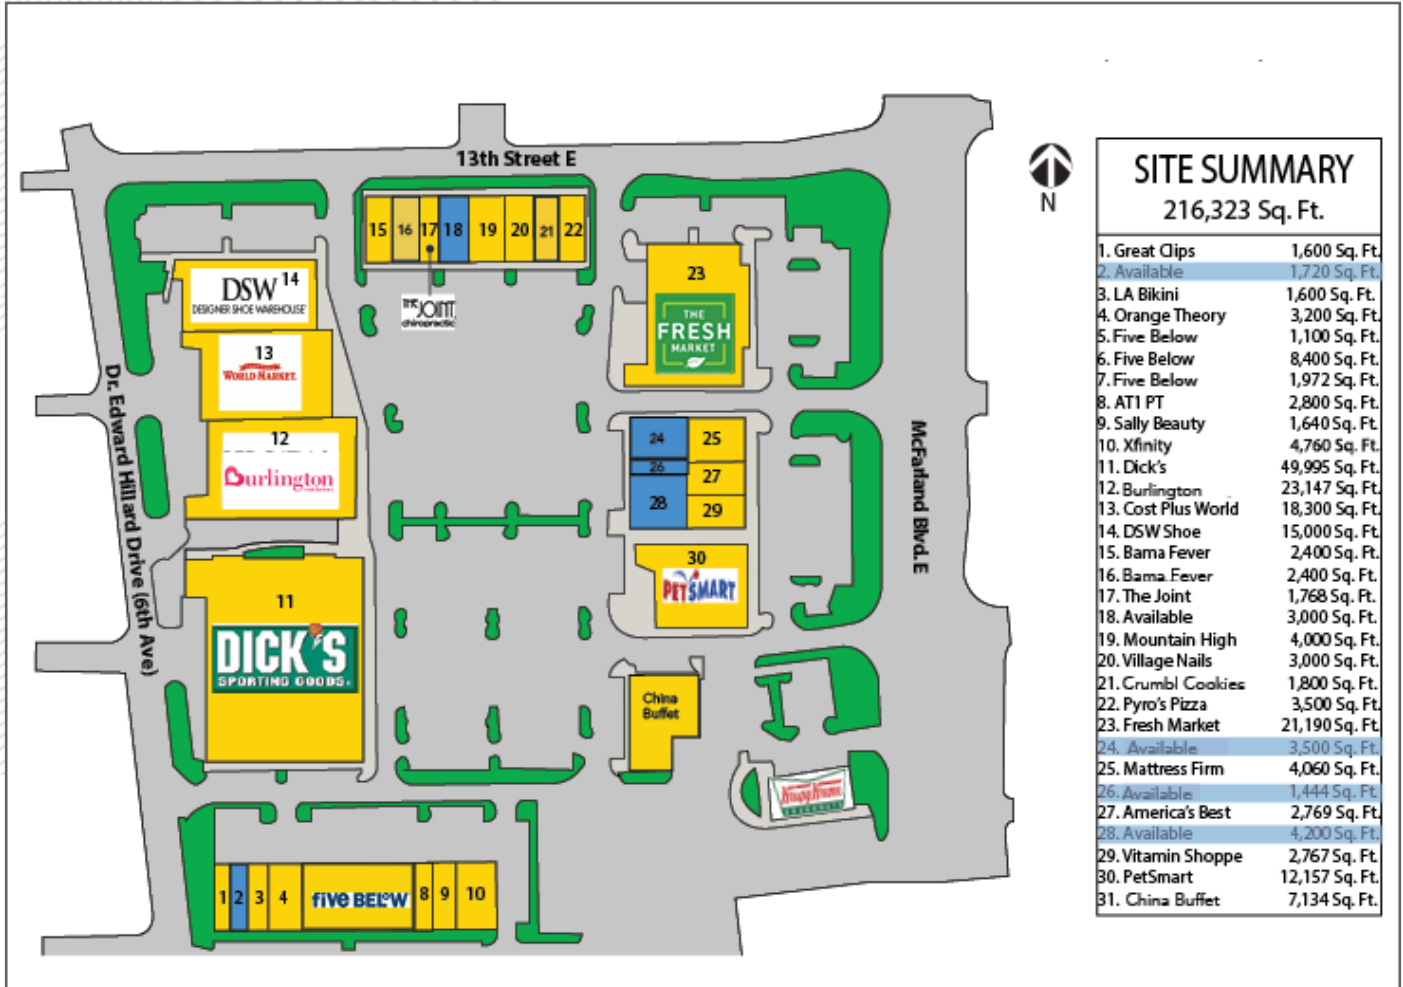 13th Street E
15
16
17
18
19
20
21
22
THE
JOINT
chiropractic
DSW 14
DESIGNER SHOE WAREHOUSE
13
WORLD MARKET.
12
Burlington
11
DICK'S
SPORTING GOODS.
Dr. Edward Hillard Drive (6th Ave)
23
THE
FRESH
MARKET
24
25
26
27
28
29
30
PETSMART
China
Buffet
Krispy Kreme
DOUGHNUTS
McFarland Blvd. E
1
2
3
4
five BELOW
8
9
10
N
SITE SUMMARY
216,323 Sq. Ft.
1. Great Clips 1,600 Sq. Ft.
2. Available 1,720 Sq. Ft.
3. LA Bikini 1,600 Sq. Ft.
4. Orange Theory 3,200 Sq. Ft.
5. Five Below 1,100 Sq. Ft.
6. Five Below 8,400 Sq. Ft.
7. Five Below 1,972 Sq. Ft.
8. AT1 PT 2,800 Sq. Ft.
9. Sally Beauty 1,640 Sq. Ft.
10. Xfinity 4,760 Sq. Ft.
11. Dick's 49,995 Sq. Ft.
12. Burlington 23,147 Sq. Ft.
13. Cost Plus World 18,300 Sq. Ft.
14. DSW Shoe 15,000 Sq. Ft.
15. Bama Fever 2,400 Sq. Ft.
16. Bama Fever 2,400 Sq. Ft.
17. The Joint 1,768 Sq. Ft.
18. Available 3,000 Sq. Ft.
19. Mountain High 4,000 Sq. Ft.
20. Village Nails 3,000 Sq. Ft.
21. Crumbl Cookies 1,800 Sq. Ft.
22. Pyro's Pizza 3,500 Sq. Ft.
23. Fresh Market 21,190 Sq. Ft.
24. Available 3,500 Sq. Ft.
25. Mattress Firm 4,060 Sq. Ft.
26. Available 1,444 Sq. Ft.
27. America's Best 2,769 Sq. Ft.
28. Available 4,200 Sq. Ft.
29. Vitamin Shoppe 2,767 Sq. Ft.
30. PetSmart 12,157 Sq. Ft.
31. China Buffet 7,134 Sq. Ft.